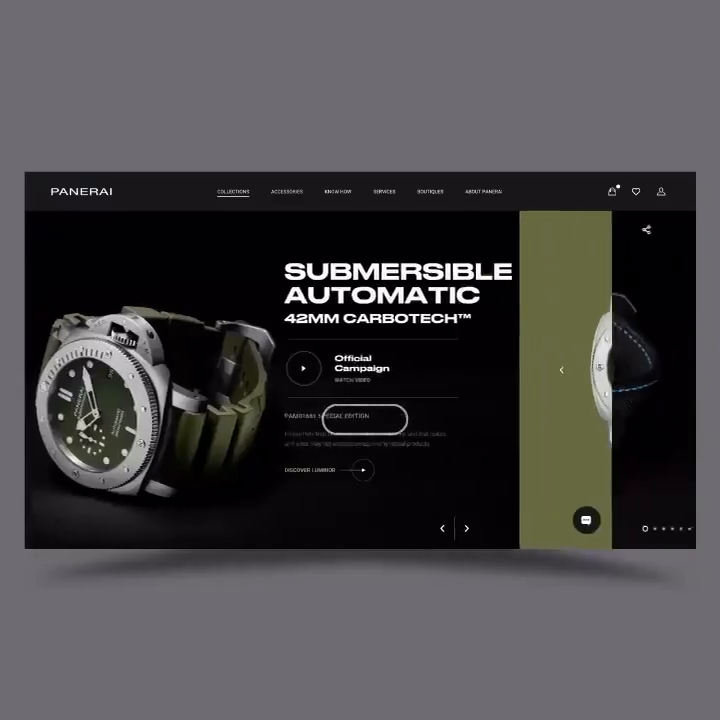 PANERAI
COLLECTIONS
ACCESSORIES
KNOW-HOW
SERVICES
BOUTIQUES
ABOUT PANERAI
SUBMERSIBLE
AUTOMATIC
42MM CARBOTECH™
Official
Campaign
WATCH VIDEO
SPECIAL EDITION
DISCOVER LUMINOR